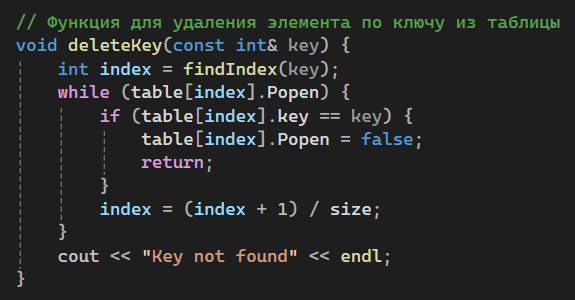 // Функция для удаления элемента по ключу из таблицы
void deleteKey(const int& key) {
    int index = findIndex(key);
    while (table[index].Popen) {
        if (table[index].key == key) {
            table[index].Popen = false;
            return;
        }
        index = (index + 1) / size;
    }
    cout << "Key not found" << endl;
}